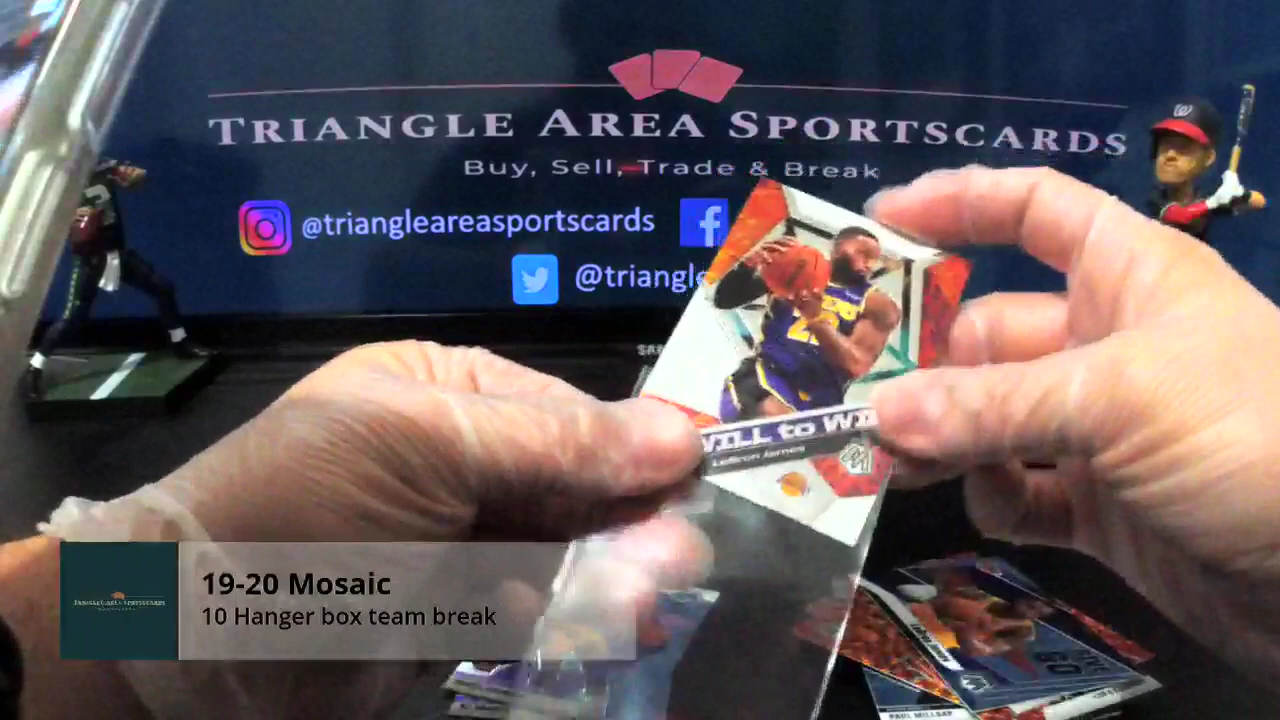 TRIANGLE AREA SPORTSCARDS
Buy, Sell, Trade & Break
@triangleareasportscards
@triangle
WILL to WI
LeBron James
19-20 Mosaic
10 Hanger box team break
PAUL MILLSAP